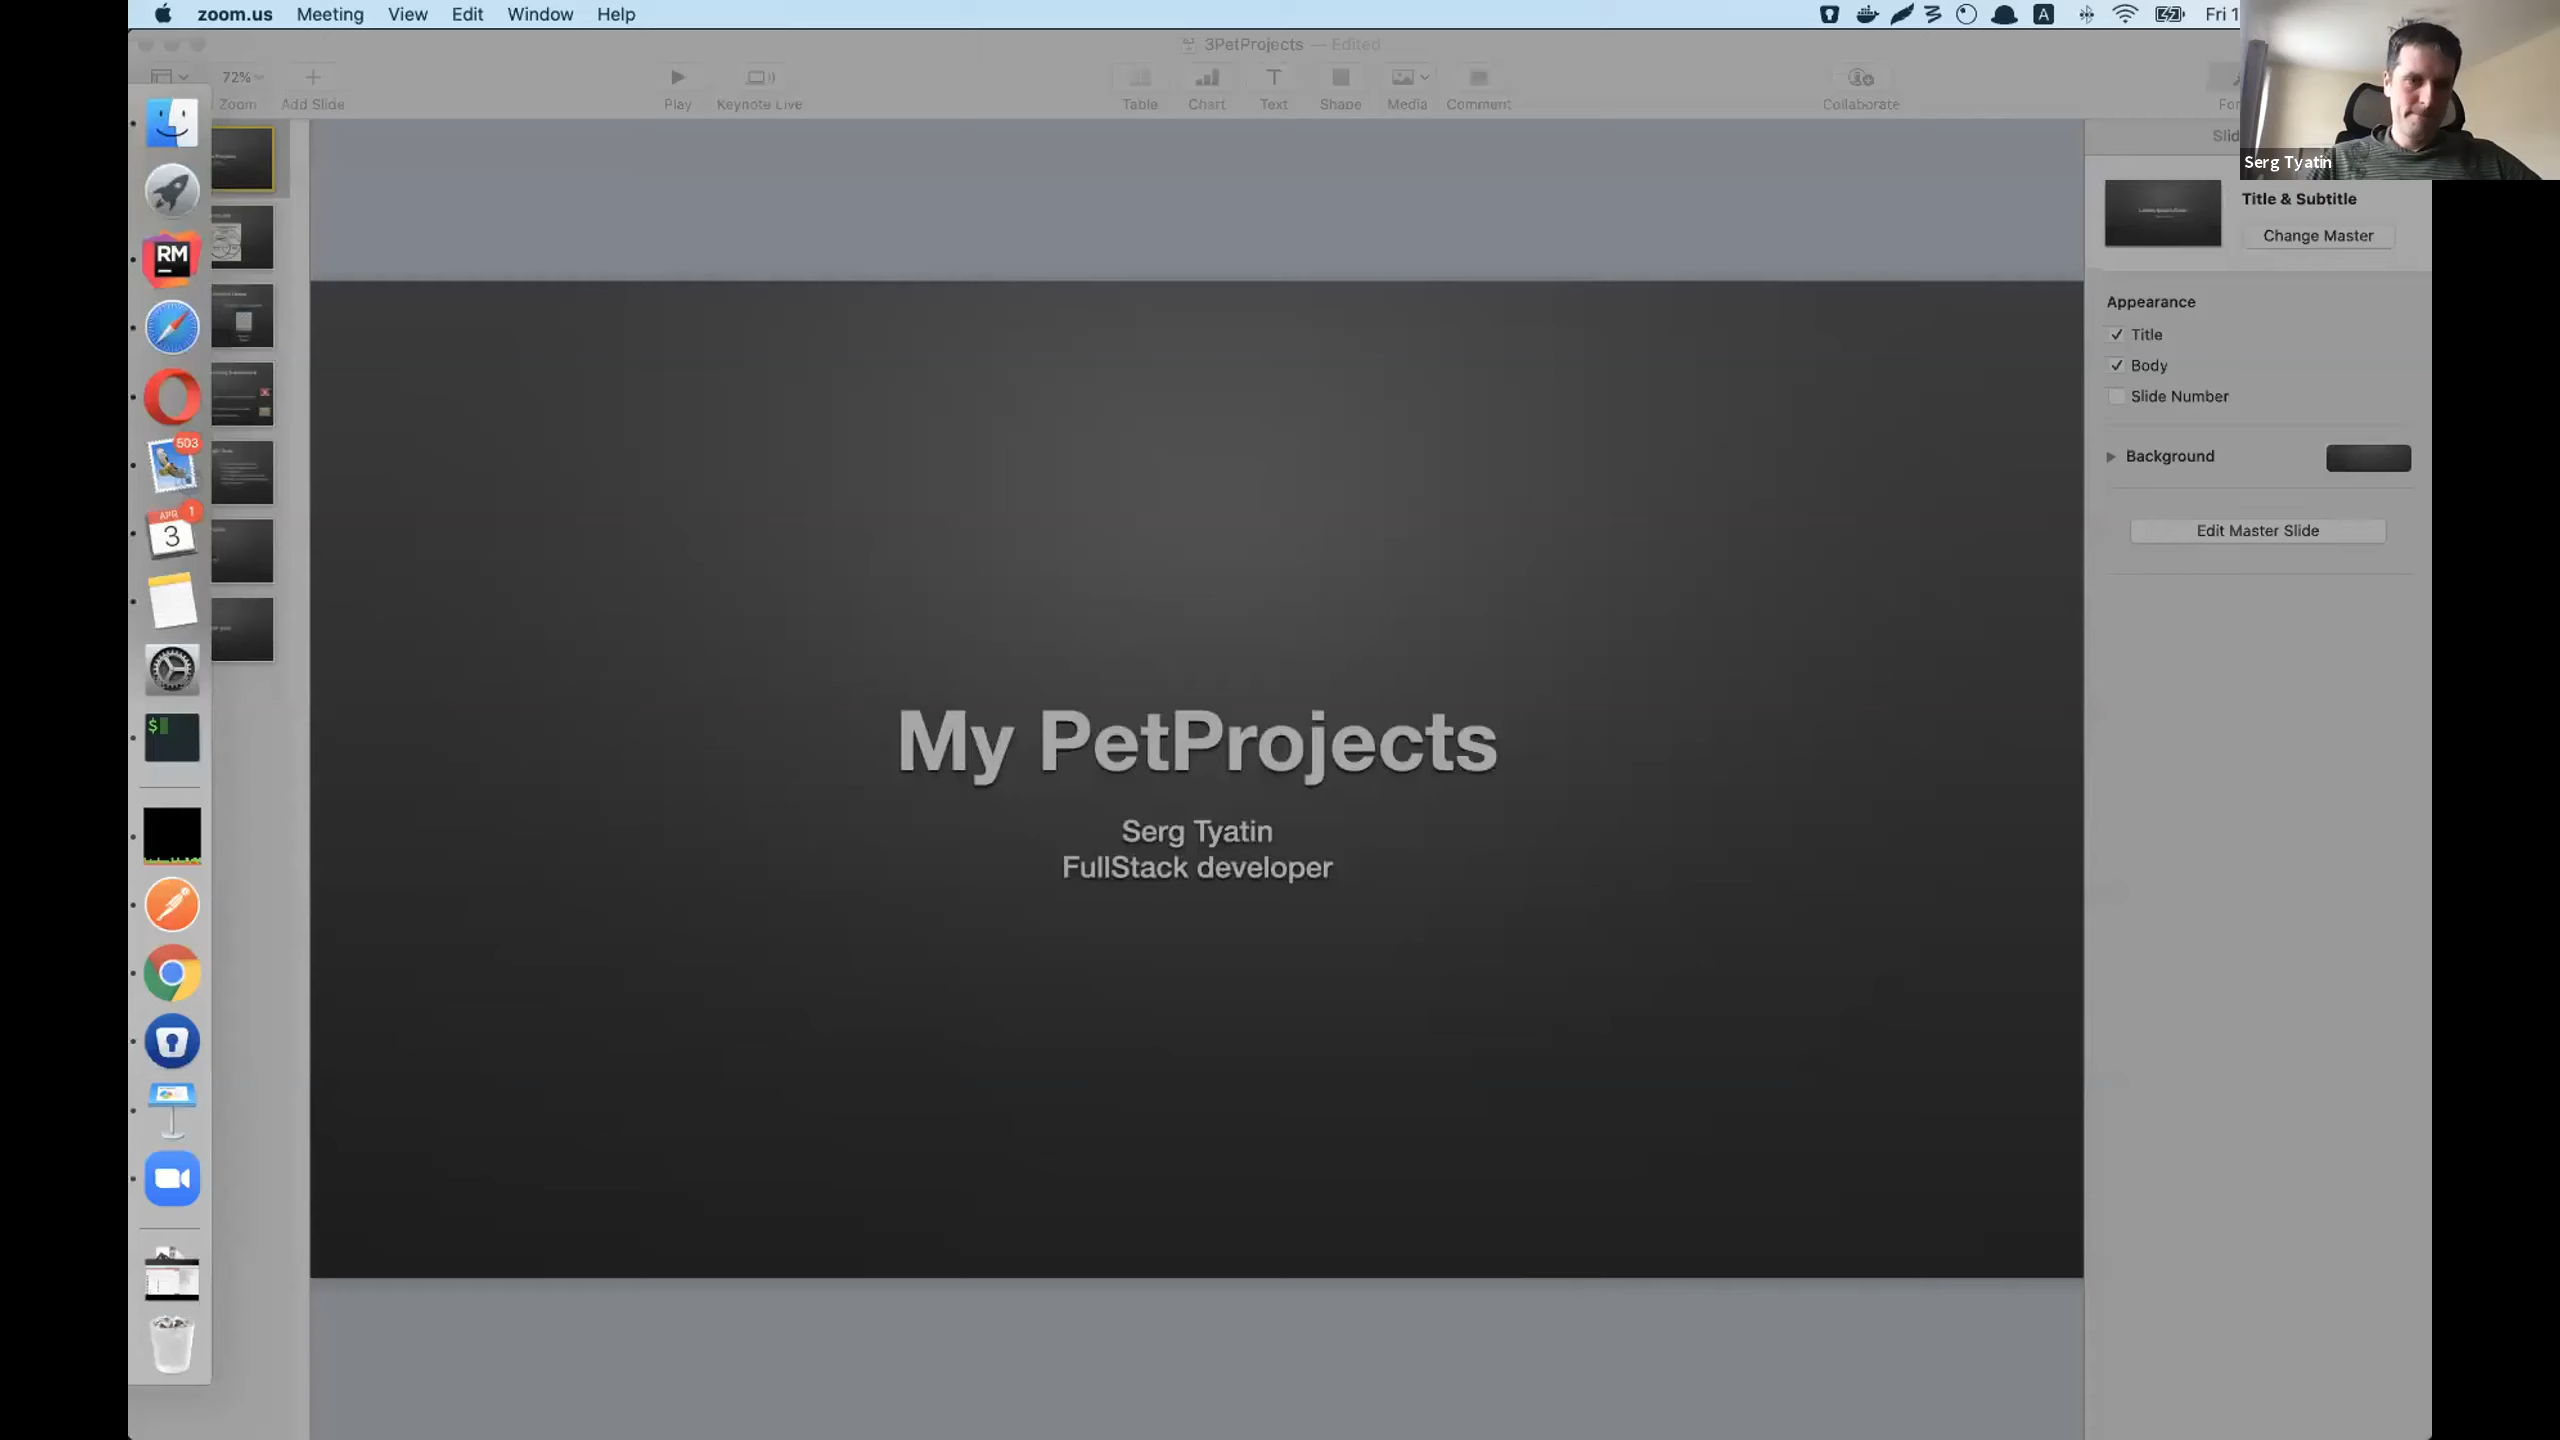 zoom.us Meeting View Edit Window Help
A
Fri 1
3PetProjects — Edited
72%
Zoom Add Slide Play Keynote Live Table Chart Text Shape Media Comment Collaborate
Serg Tyatin
RM
503
APR 1
3
$
My PetProjects
Serg Tyatin
FullStack developer
Title & Subtitle
Change Master
Appearance
Title
Body
Slide Number
Background
Edit Master Slide